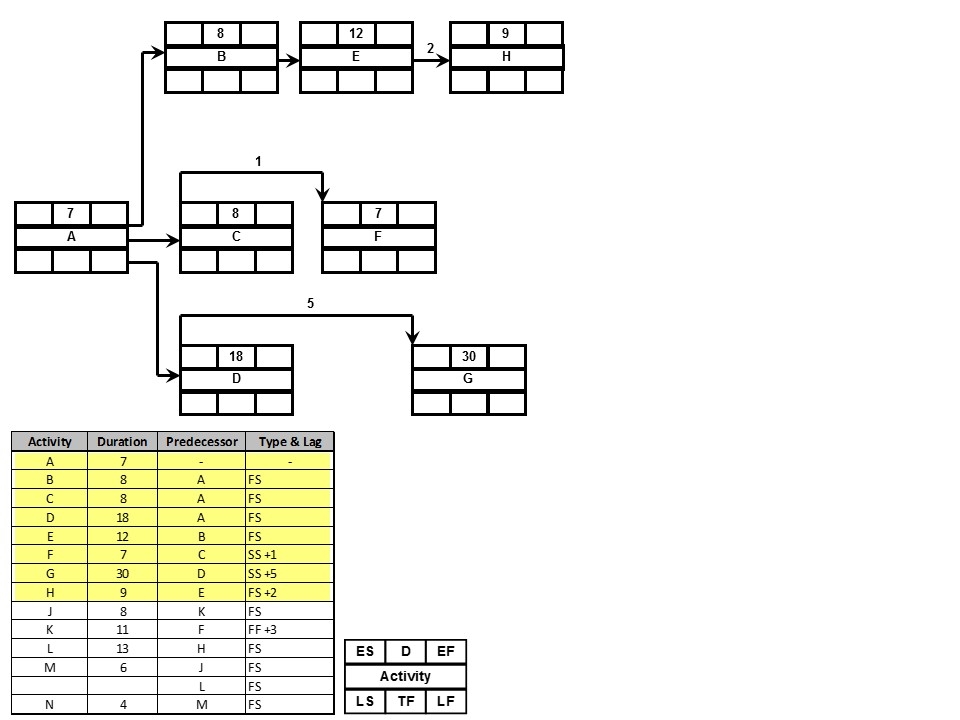 8 12 9
2
B E H
1
7 8 7
A C F
5
18 30
D G
Activity Duration Predecessor Type & Lag
A 7 - -
B 8 A FS
C 8 A FS
D 18 A FS
E 12 B FS
F 7 C SS +1
G 30 D SS +5
H 9 E FS +2
J 8 K FS
K 11 F FF +3
L 13 H FS
M 6 J FS
L FS
N 4 M FS
ES D EF
Activity
LS TF LF